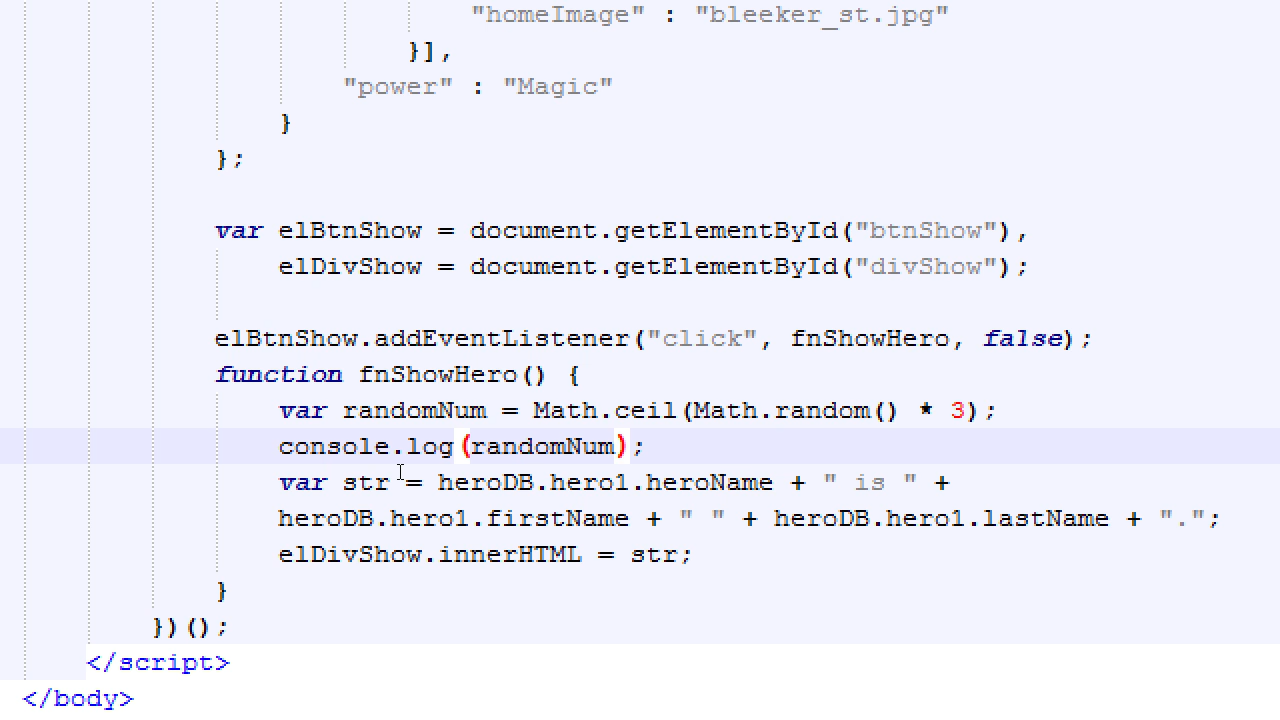 "homeImage" : "bleeker_st.jpg"
}],
"power" : "Magic"
}
};
var elBtnShow = document.getElementById("btnShow"),
elDivShow = document.getElementById("divShow");
elBtnShow.addEventListener("click", fnShowHero, false);
function fnShowHero() {
var randomNum = Math.ceil(Math.random() * 3);
console.log(randomNum);
var str = heroDB.hero1.heroName + " is " +
heroDB.hero1.firstName + " " + heroDB.hero1.lastName + ".";
elDivShow.innerHTML = str;
}
})();
</script>
</body>